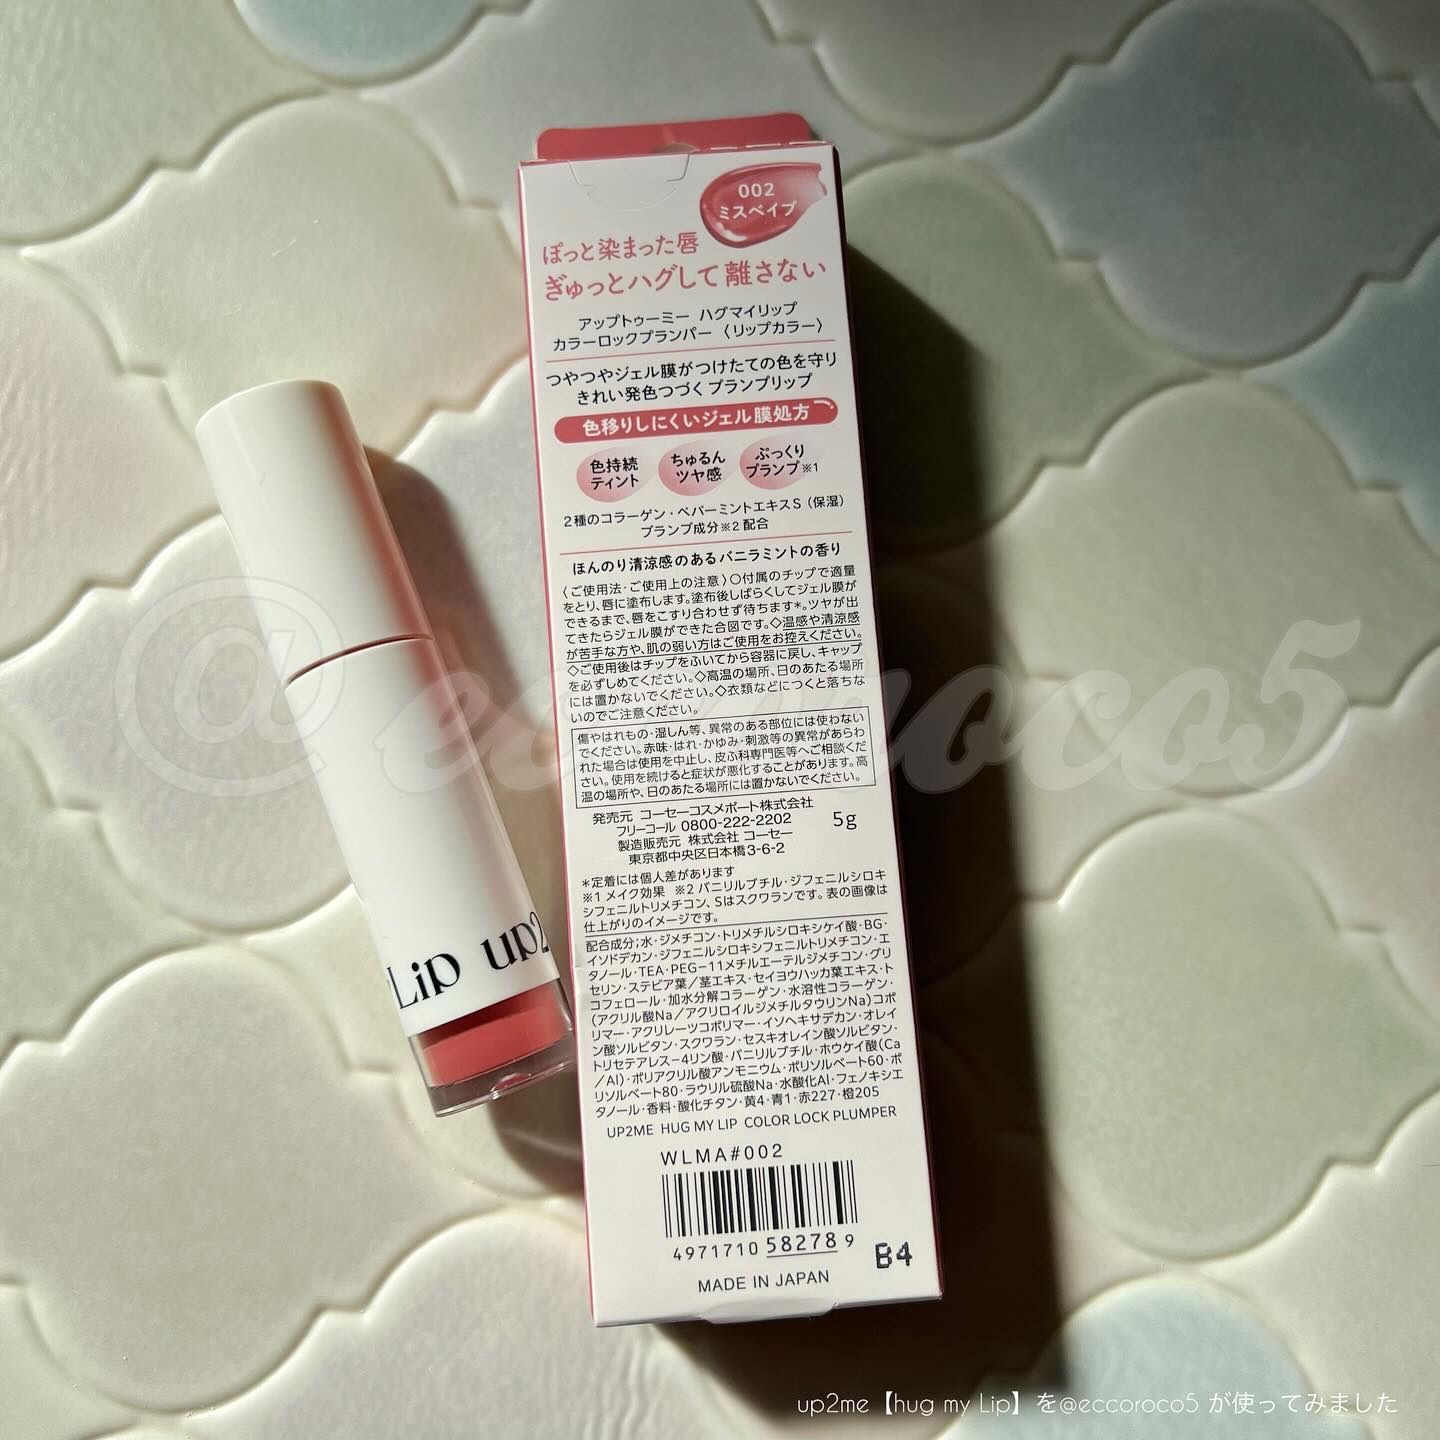 002
ミスベイブ
ぽっと染まった唇
ぎゅっとハグして離さない
アップトゥーミー ハグマイリップ
カラーロックプランパー 〈リップカラー〉
つやつやジェル膜がつけたての色を守り
きれい発色つづく プランプリップ
色移りしにくいジェル膜処方
色持続
ティント
ちゅるん
ツヤ感
ぷっくり
プランプ※1
2種のコラーゲン・ペパーミントエキスS（保湿）
プランプ成分※2 配合
ほんのり清涼感のあるバニラミントの香り
〈ご使用法・ご使用上の注意〉○付属のチップで適量
をとり、唇に塗布します。塗布後しばらくしてジェル膜が
できるまで、唇をこすり合わせず待ちます*。ツヤが出
てきたらジェル膜ができた合図です。◇温感や清涼感
が苦手な方や、肌の弱い方はご使用をお控えください。
◇ご使用後はチップをふいてから容器に戻し、キャップ
を必ずしめてください。◇高温の場所、日のあたる場所
には置かないでください。◇衣類などにつくと落ちな
いのでご注意ください。
傷やはれもの・湿しん等、異常のある部位には使わない
でください。赤味・はれ・かゆみ・刺激等の異常があらわ
れた場合は使用を中止し、皮ふ科専門医等へご相談くだ
さい。使用を続けると症状が悪化することがあります。高
温の場所や、日のあたる場所には置かないでください。
発売元 コーセーコスメポート株式会社
フリーコール 0800-222-2202
製造販売元 株式会社 コーセー
東京都中央区日本橋3-6-2
5g
*定着には個人差があります
※1 メイク効果 ※2 バニリルブチル・ジフェニルシロキ
シフェニルトリメチコン、Sはスクワランです。表の画像は
仕上がりのイメージです。
配合成分；水・ジメチコン・トリメチルシロキシケイ酸・BG・
イソドデカン・ジフェニルシロキシフェニルトリメチコン・エ
タノール・TEA・PEG-11メチルエーテルジメチコン・グリ
セリン・ステビア葉／茎エキス・セイヨウハッカ葉エキス・ト
コフェロール・加水分解コラーゲン・水溶性コラーゲン・
(アクリル酸Na／アクリロイルジメチルタウリンNa)コポ
リマー・アクリレーツコポリマー・イソヘキサデカン・オレイ
ン酸ソルビタン・スクワラン・セスキオレイン酸ソルビタン・
トリセテアレス-4リン酸・バニリルブチル・ホウケイ酸(Ca
／Al)・ポリアクリル酸アンモニウム・ポリソルベート60・ポ
リソルベート80・ラウリル硫酸Na・水酸化Al・フェノキシエ
タノール・香料・酸化チタン・黄4・青1・赤227・橙205
UP2ME HUG MY LIP COLOR LOCK PLUMPER
WLMA#002
4971710 58278 9
B4
MADE IN JAPAN
Lip up2
@eccoroco5
up2me【hug my Lip】を@eccoroco5 が使ってみました